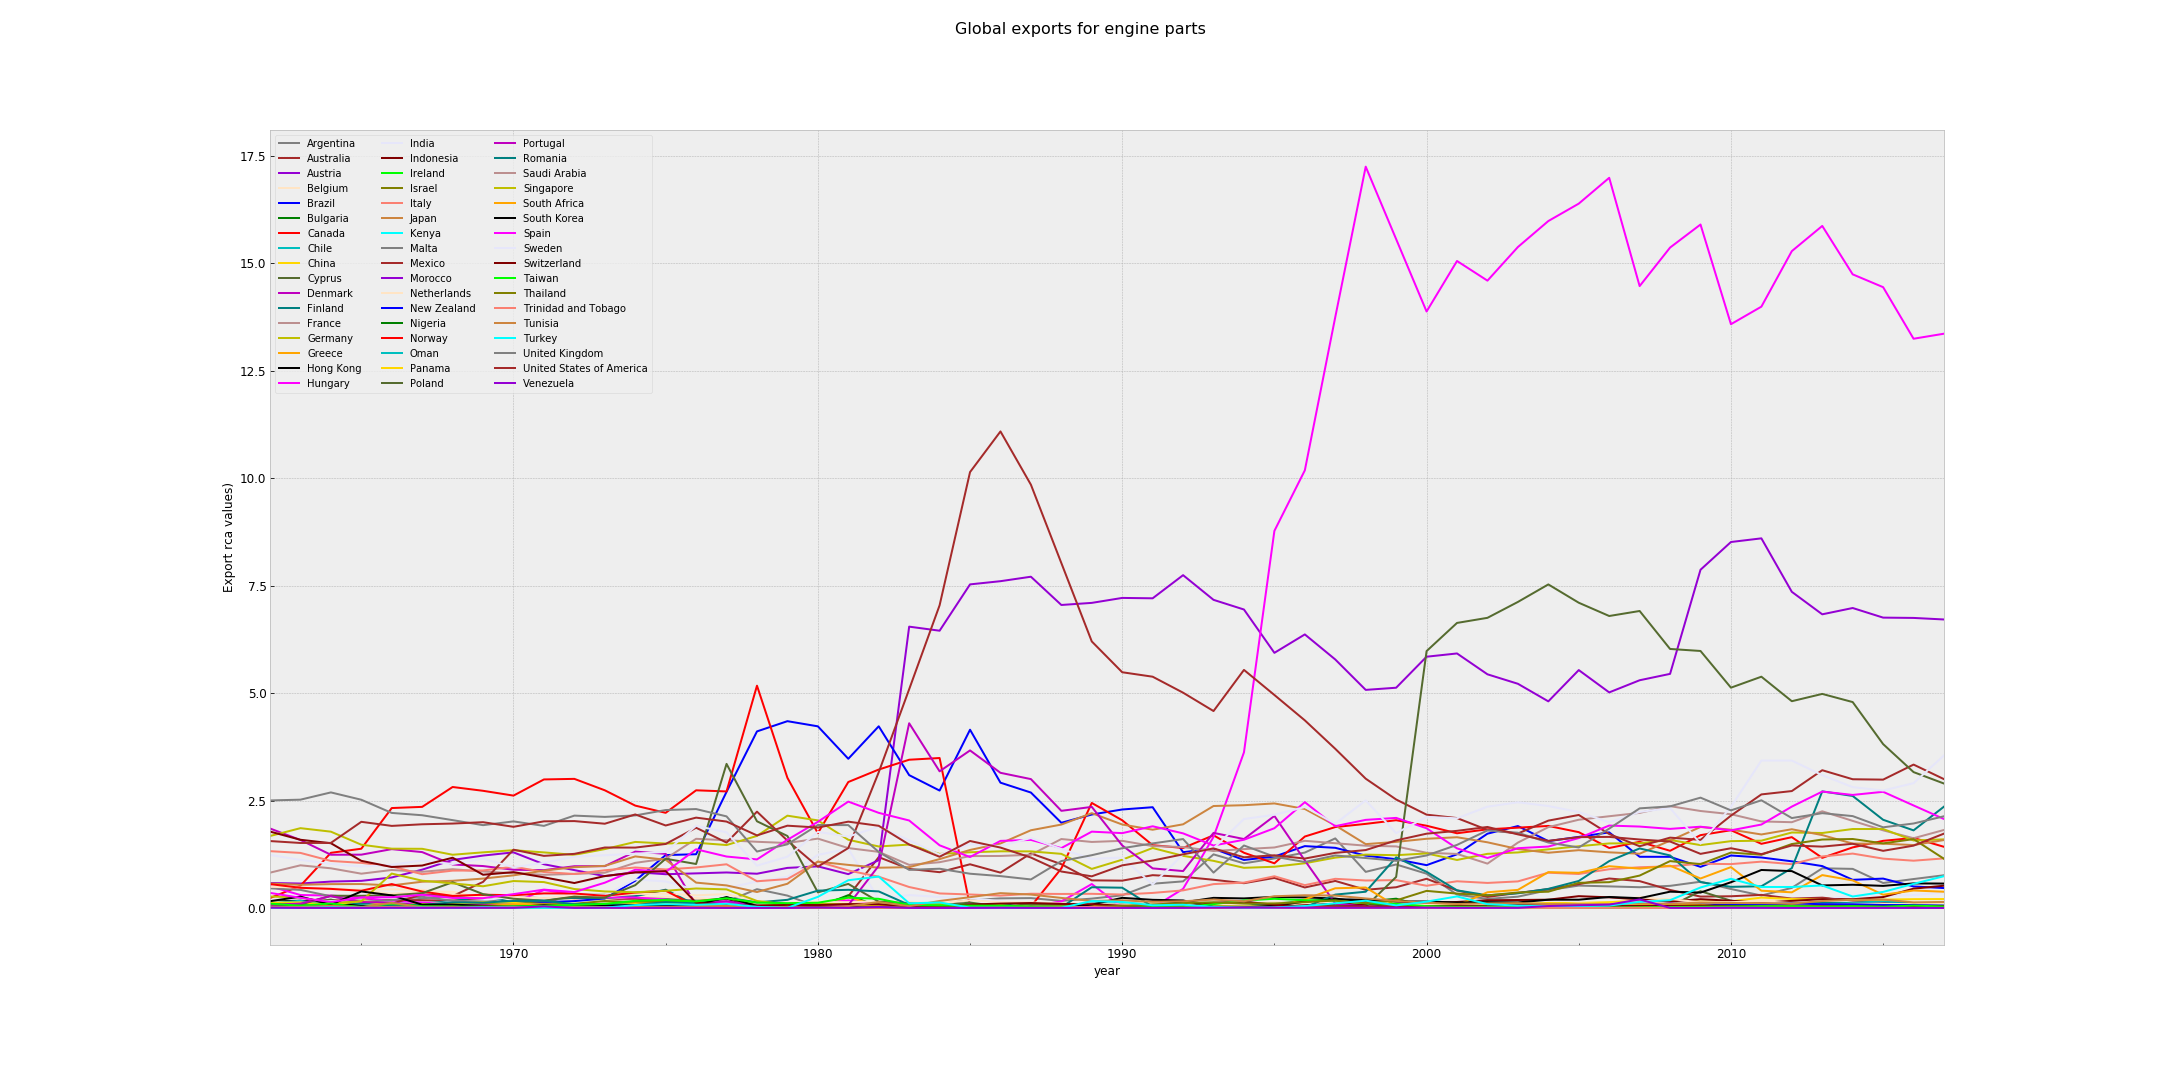 Global exports for engine parts
Argentina
Australia
Austria
Belgium
Brazil
Bulgaria
Canada
Chile
China
Cyprus
Denmark
Finland
France
Germany
Greece
Hong Kong
Hungary
India
Indonesia
Ireland
Israel
Italy
Japan
Kenya
Malta
Mexico
Morocco
Netherlands
New Zealand
Nigeria
Norway
Oman
Panama
Poland
Portugal
Romania
Saudi Arabia
Singapore
South Africa
South Korea
Spain
Sweden
Switzerland
Taiwan
Thailand
Trinidad and Tobago
Tunisia
Turkey
United Kingdom
United States of America
Venezuela
17.5
15.0
12.5
10.0
7.5
5.0
2.5
0.0
Export rca values)
1970
1980
1990
2000
2010
year